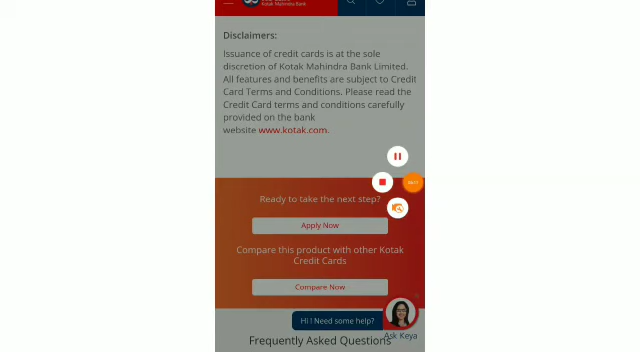 Kotak Mahindra Bank
Disclaimers:
Issuance of credit cards is at the sole
discretion of Kotak Mahindra Bank Limited.
All features and benefits are subject to Credit
Card Terms and Conditions. Please read the
Credit Card terms and conditions carefully
provided on the bank
website www.kotak.com.
Ready to take the next step?
Apply Now
Compare this product with other Kotak
Credit Cards
Compare Now
Hi ! Need some help?
Ask Keya
Frequently Asked Questions